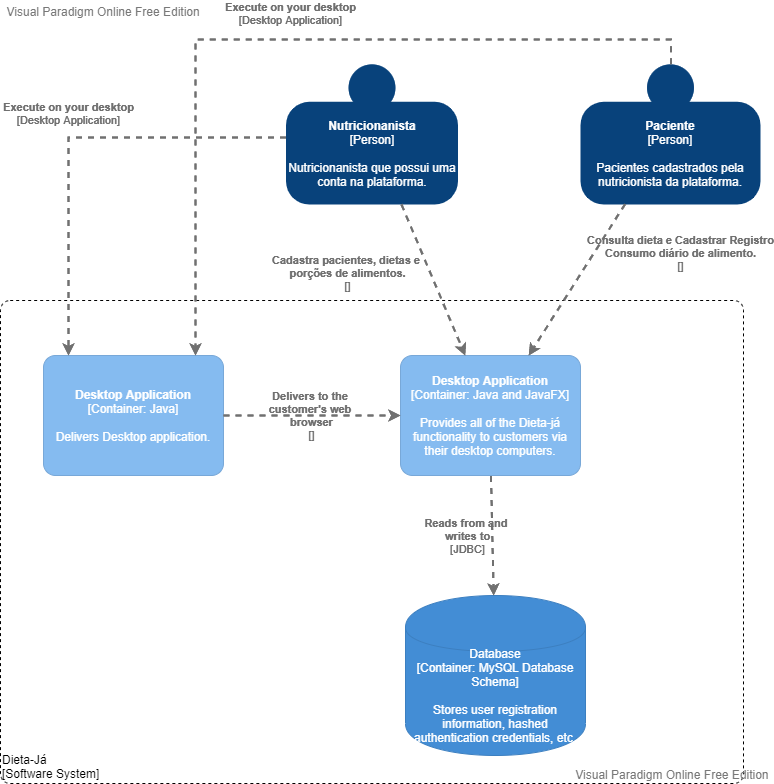 Visual Paradigm Online Free Edition
Execute on your desktop
[Desktop Application]
Execute on your desktop
[Desktop Application]
Nutricionanista
[Person]
Nutricionanista que possui uma
conta na plataforma.
Paciente
[Person]
Pacientes cadastrados pela
nutricionista da plataforma.
Cadastra pacientes, dietas e
porções de alimentos.
[]
Consulta dieta e Cadastrar Registro
Consumo diário de alimento.
[]
Desktop Application
[Container: Java]
Delivers Desktop application.
Delivers to the
customer's web
browser
[]
Desktop Application
[Container: Java and JavaFX]
Provides all of the Dieta-já
functionality to customers via
their desktop computers.
Reads from and
writes to
[JDBC]
Database
[Container: MySQL Database
Schema]
Stores user registration
information, hashed
authentication credentials, etc.
Dieta-Já
[Software System]
Visual Paradigm Online Free Edition